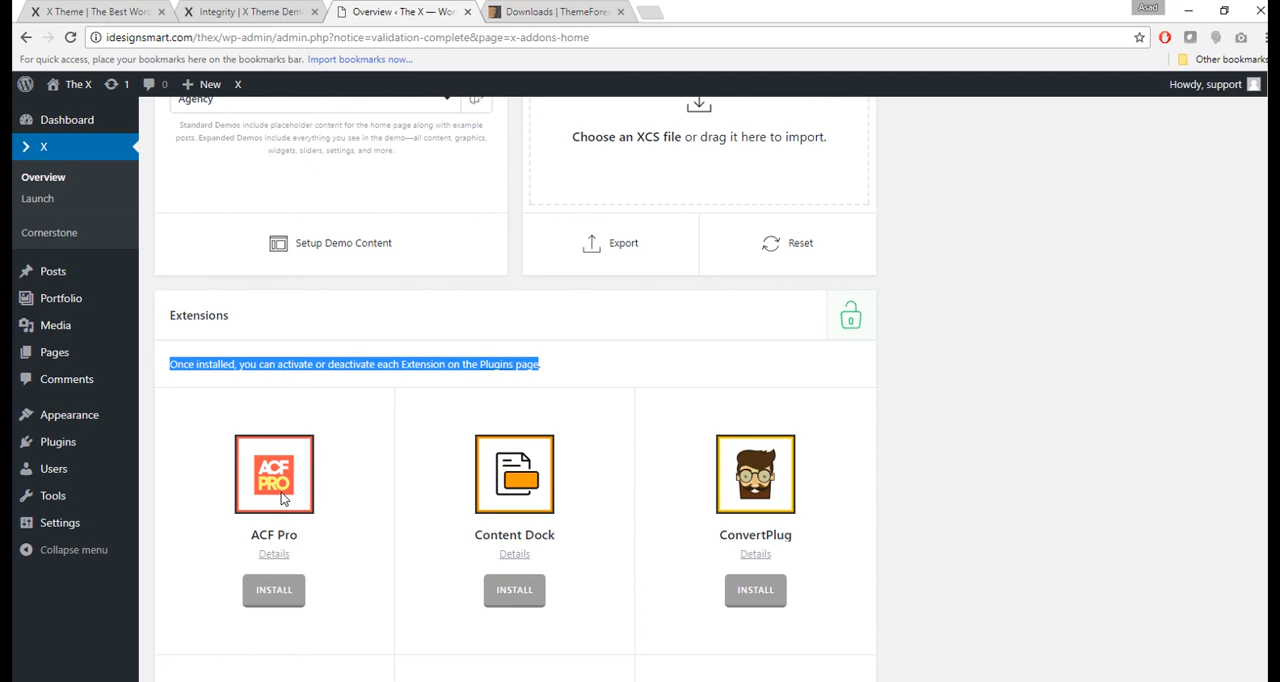 X Theme | The Best Word
Integrity | X Theme Dem
Overview ‹ The X — Wor
Downloads | ThemeFore
Asad
idesignsmart.com/thex/wp-admin/admin.php?notice=validation-complete&page=x-addons-home
For quick access, place your bookmarks here on the bookmarks bar. Import bookmarks now...
Other bookmarks
The X
1
0
New
X
Howdy, support
Dashboard
X
Overview
Launch
Cornerstone
Posts
Portfolio
Media
Pages
Comments
Appearance
Plugins
Users
Tools
Settings
Collapse menu
Agency
Standard Demos include placeholder content for the home page along with example
posts. Expanded Demos include everything you see in the demo—all content, graphics,
widgets, sliders, settings, and more.
Setup Demo Content
Choose an XCS file or drag it here to import.
Export
Reset
Extensions
0
Once installed, you can activate or deactivate each Extension on the Plugins page.
ACF
PRO
ACF Pro
Details
INSTALL
Content Dock
Details
INSTALL
ConvertPlug
Details
INSTALL